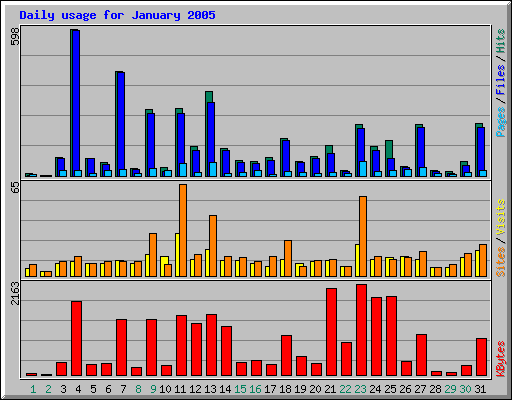 Daily usage for January 2005
598
Pages / Files / Hits
65
Sites / Visits
2163
KBytes
1 2 3 4 5 6 7 8 9 10 11 12 13 14 15 16 17 18 19 20 21 22 23 24 25 26 27 28 29 30 31